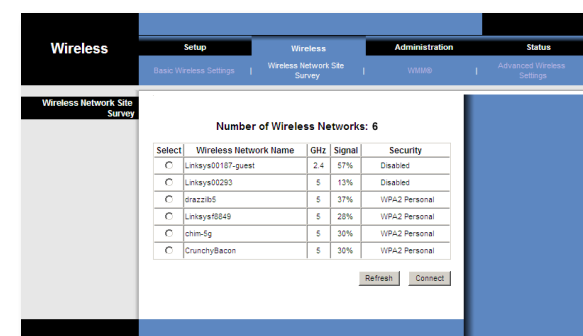 Wireless
Setup Wireless Administration Status
Basic Wireless Settings | Wireless Network Site Survey | WMM® | Advanced Wireless Settings
Wireless Network Site
Survey
Number of Wireless Networks: 6
Select Wireless Network Name GHz Signal Security
Linksys00187-guest 2.4 57% Disabled
Linksys00293 5 13% Disabled
drazzilb5 5 37% WPA2 Personal
Linksysf8849 5 28% WPA2 Personal
chim-5g 5 30% WPA2 Personal
CrunchyBacon 5 30% WPA2 Personal
Refresh Connect